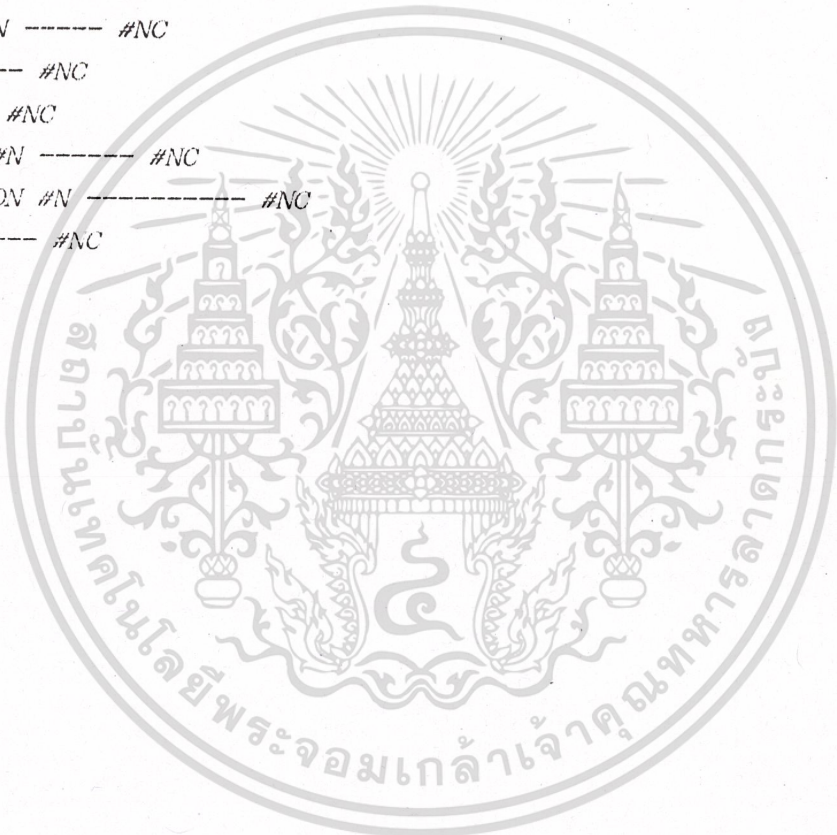 N ----- #NC
-- #NC
#NC
#N ------ #NC
ON #N ---------- #NC
--- #NC
สถาบันเทคโนโลยีพระจอมเกล้าเจ้าคุณทหารลาดกระบัง